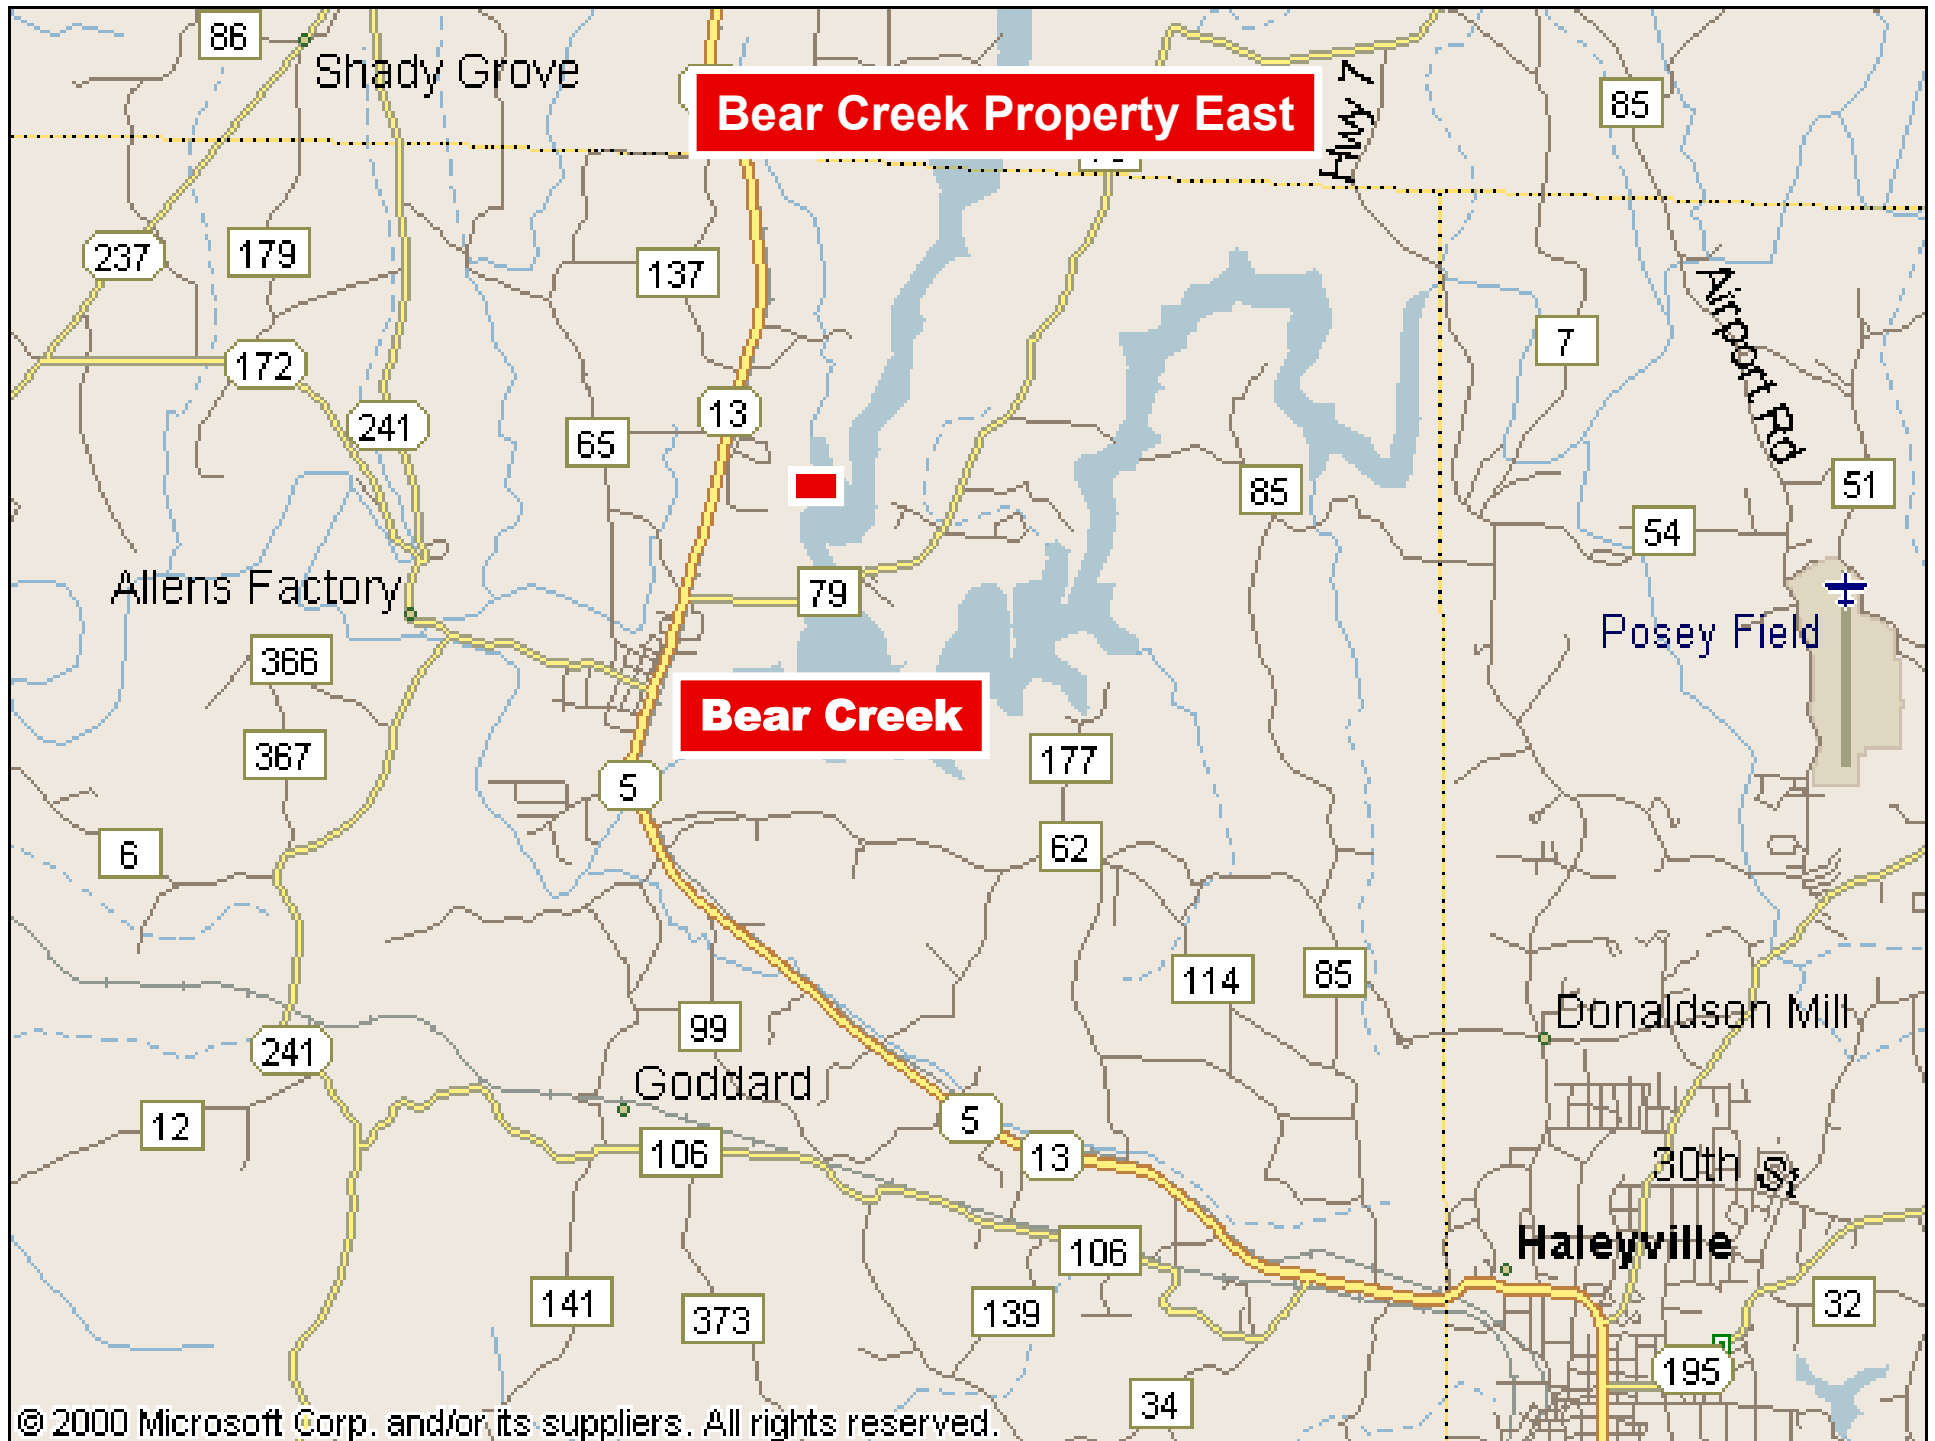 86
Shady Grove
Bear Creek Property East
Hwy 7
85
237
179
137
Airport Rd
172
7
241
13
65
85
51
54
Allens Factory
79
Posey Field
366
Bear Creek
367
177
5
6
62
114
85
99
Donaldson Mill
241
Goddard
5
12
106
13
30th St
106
Haleyville
141
373
139
32
195
34
© 2000 Microsoft Corp. and/or its suppliers. All rights reserved.